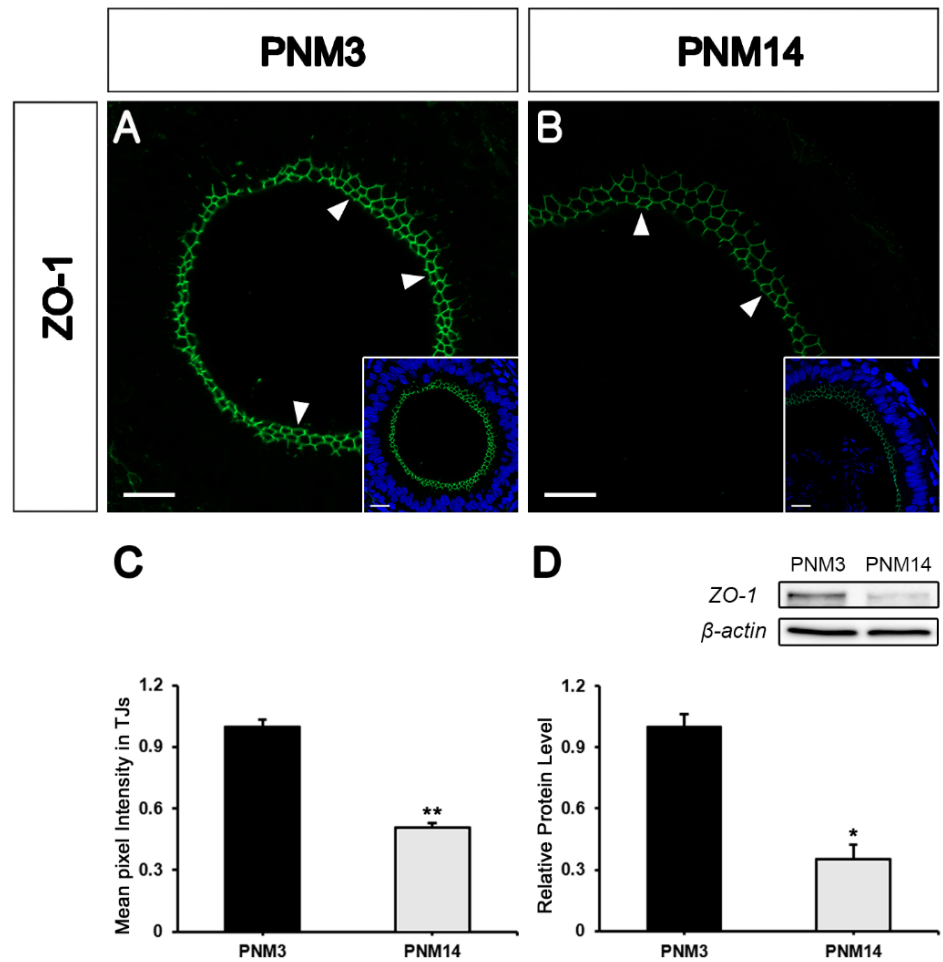 PNM3
PNM14
ZO-1
A
B
C
D
PNM3 PNM14
ZO-1
β-actin
Mean pixel Intensity in TJs
1.2
0.9
0.6
0.3
0
**
PNM3
PNM14
Relative Protein Level
1.2
0.9
0.6
0.3
0
*
PNM3
PNM14